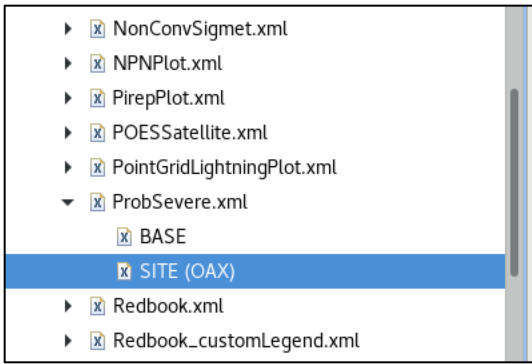 NonConvSigmet.xml
NPNPlot.xml
PirepPlot.xml
POESSatellite.xml
PointGridLightningPlot.xml
ProbSevere.xml
BASE
SITE (OAX)
Redbook.xml
Redbook_customLegend.xml